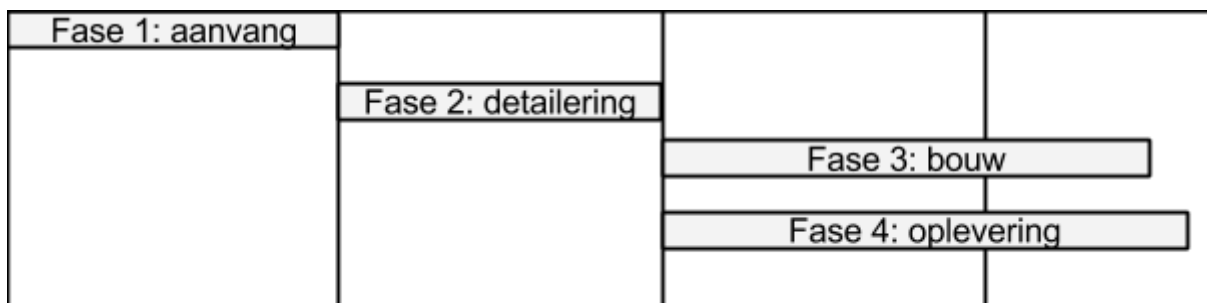 Fase 1: aanvang
Fase 2: detailering
Fase 3: bouw
Fase 4: oplevering